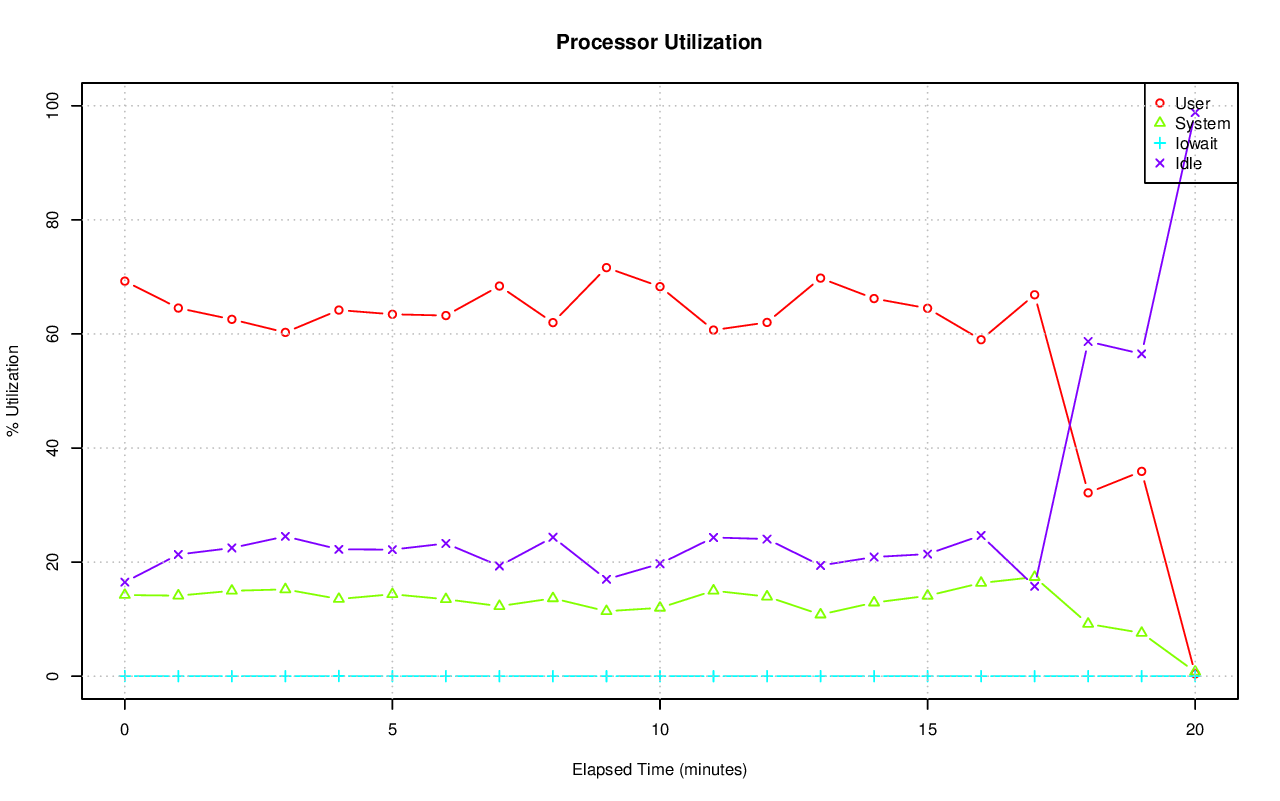 Processor Utilization
% Utilization
100
80
60
40
20
0
User
System
Iowait
Idle
0 5 10 15 20
Elapsed Time (minutes)